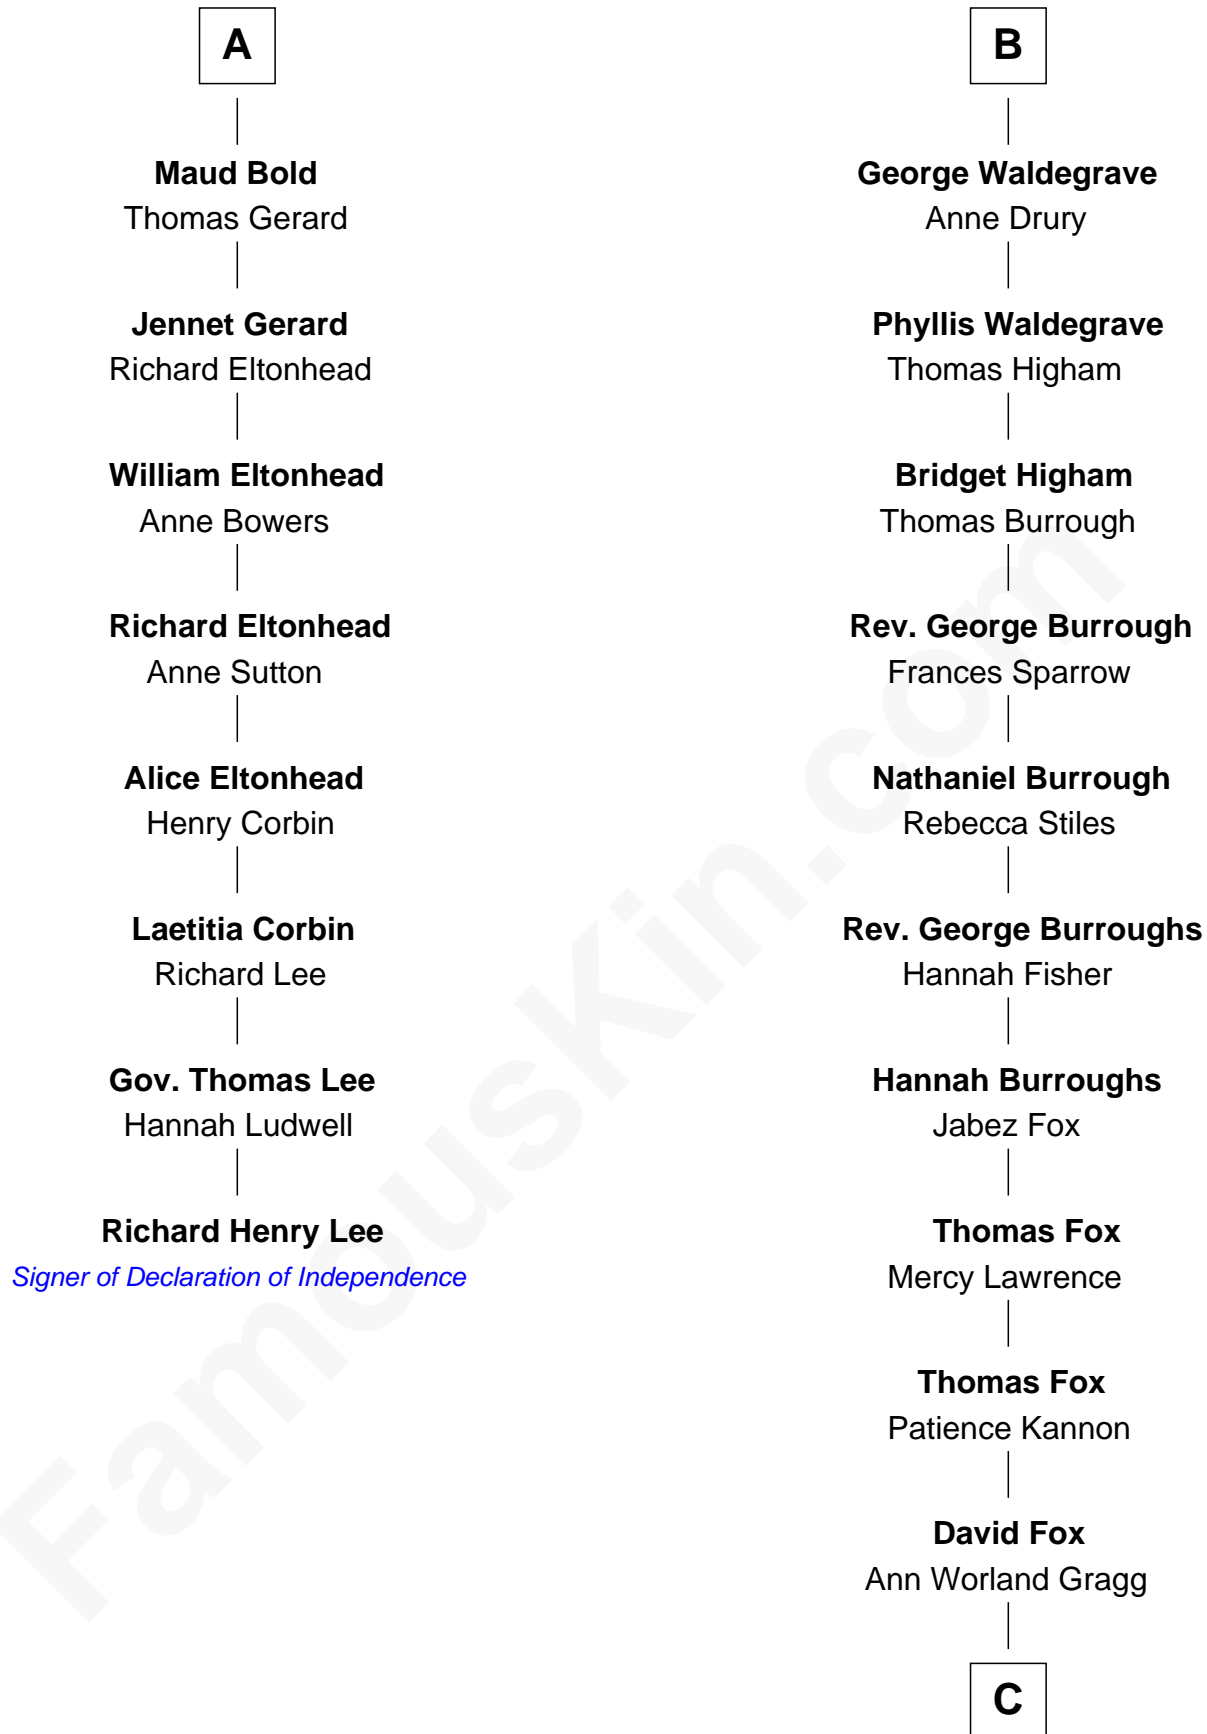 A
Maud Bold
Thomas Gerard
Jennet Gerard
Richard Eltonhead
William Eltonhead
Anne Bowers
Richard Eltonhead
Anne Sutton
Alice Eltonhead
Henry Corbin
Laetitia Corbin
Richard Lee
Gov. Thomas Lee
Hannah Ludwell
Richard Henry Lee
Signer of Declaration of Independence
B
George Waldegrave
Anne Drury
Phyllis Waldegrave
Thomas Higham
Bridget Higham
Thomas Burrough
Rev. George Burrough
Frances Sparrow
Nathaniel Burrough
Rebecca Stiles
Rev. George Burroughs
Hannah Fisher
Hannah Burroughs
Jabez Fox
Thomas Fox
Mercy Lawrence
Thomas Fox
Patience Kannon
David Fox
Ann Worland Gragg
C
FamousKin.com